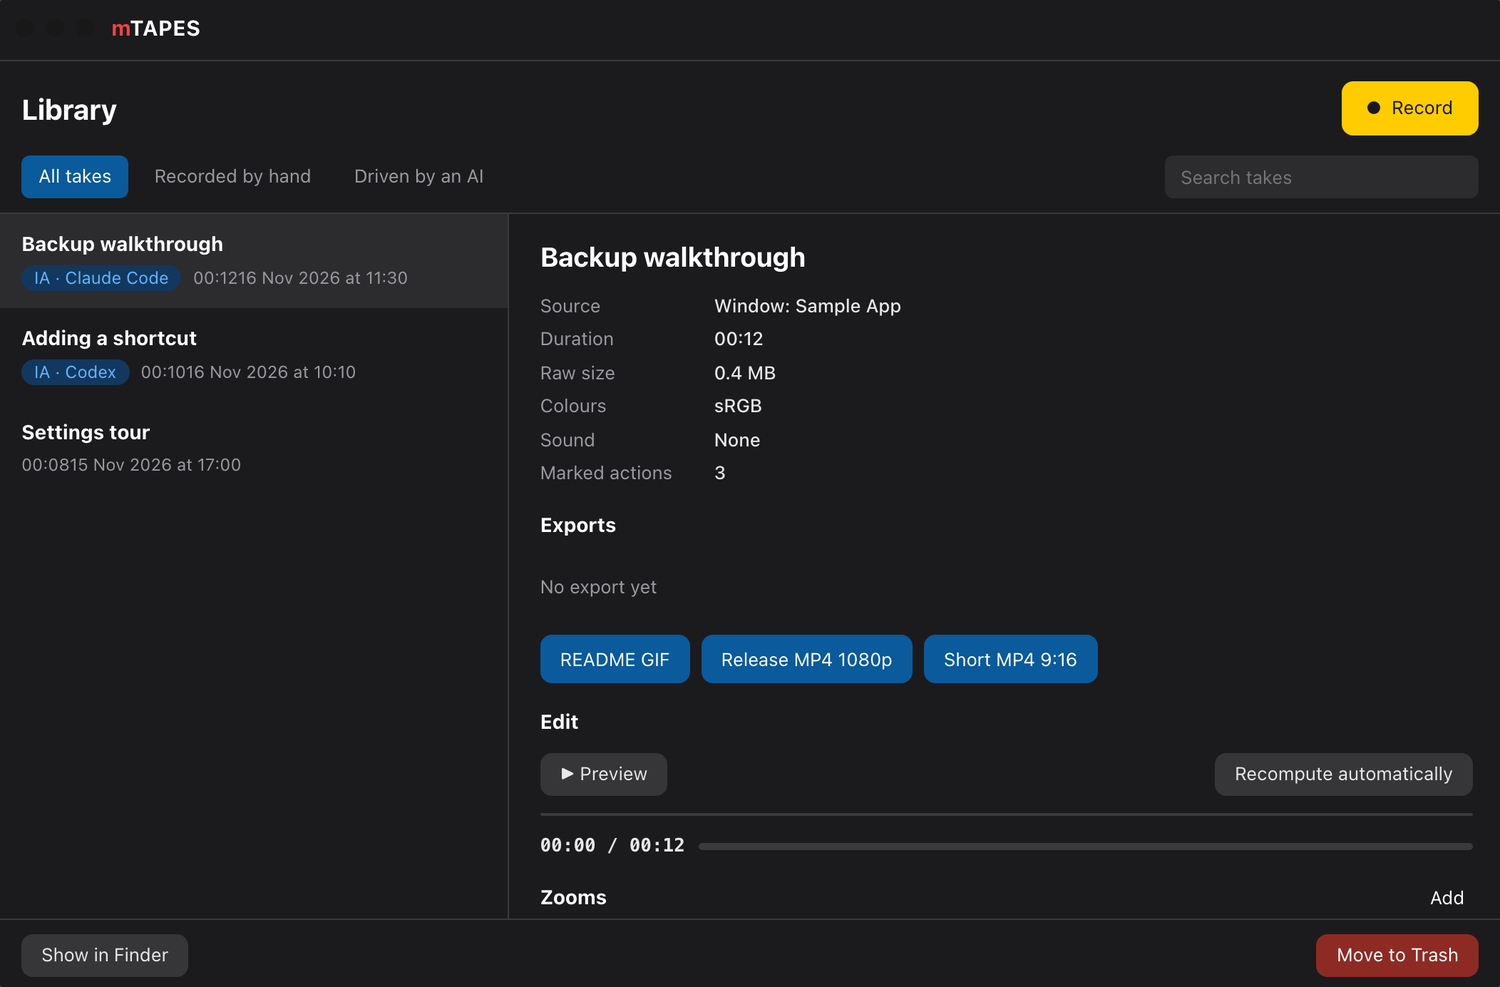 mTAPES
Library
● Record
All takes
Recorded by hand
Driven by an AI
Search takes
Backup walkthrough
IA · Claude Code 00:1216 Nov 2026 at 11:30
Adding a shortcut
IA · Codex 00:1016 Nov 2026 at 10:10
Settings tour
00:0815 Nov 2026 at 17:00
Backup walkthrough
Source Window: Sample App
Duration 00:12
Raw size 0.4 MB
Colours sRGB
Sound None
Marked actions 3
Exports
No export yet
README GIF
Release MP4 1080p
Short MP4 9:16
Edit
▶ Preview
Recompute automatically
00:00 / 00:12
Zooms
Add
Show in Finder
Move to Trash